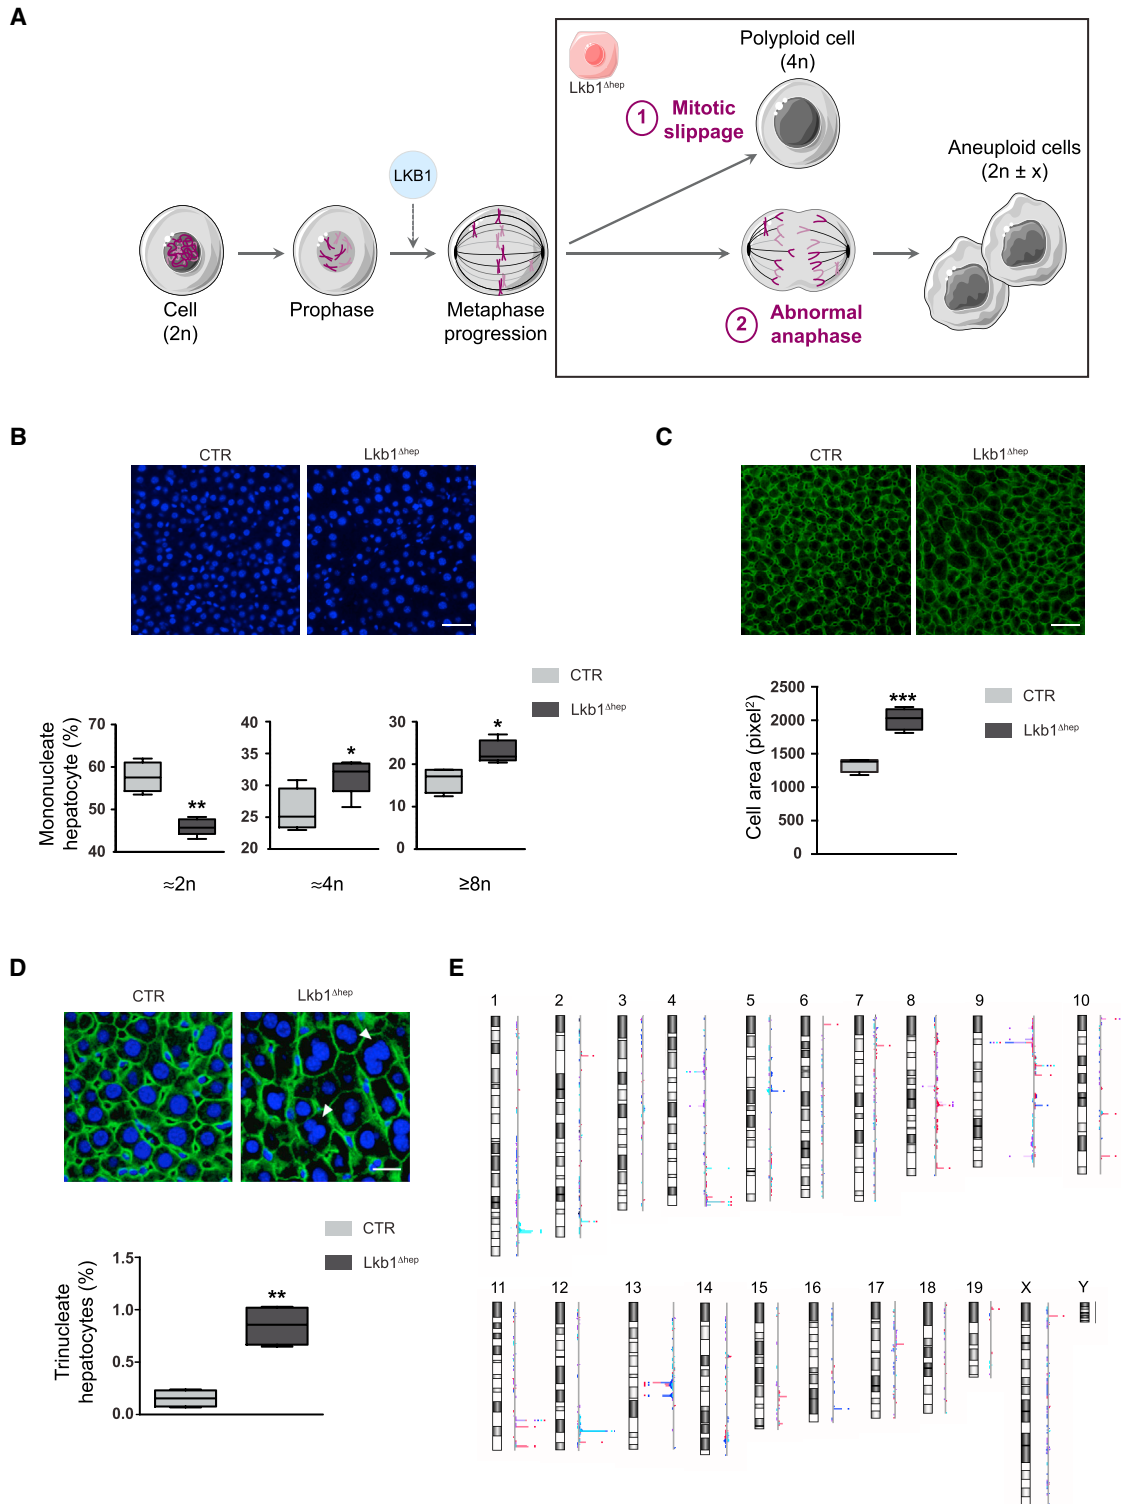 A
Polyploid cell
(4n)
Lkb1Δhep
1 Mitotic
slippage
Aneuploid cells
(2n ± x)
LKB1
Cell
(2n)
Prophase
Metaphase
progression
2 Abnormal
anaphase
B
CTR Lkb1Δhep
C
CTR Lkb1Δhep
CTR
Lkb1Δhep
Mononucleate
hepatocyte (%)
70
60
50
40
**
≈2n
40
35
30
25
20
*
≈4n
30
20
10
0
*
≥8n
Cell area (pixel2)
2500
2000
1500
1000
500
0
***
CTR
Lkb1Δhep
D
CTR Lkb1Δhep
CTR
Lkb1Δhep
Trinucleate
hepatocytes (%)
1.5
1.0
0.5
0.0
**
E
1 2 3 4 5 6 7 8 9 10
11 12 13 14 15 16 17 18 19 X Y